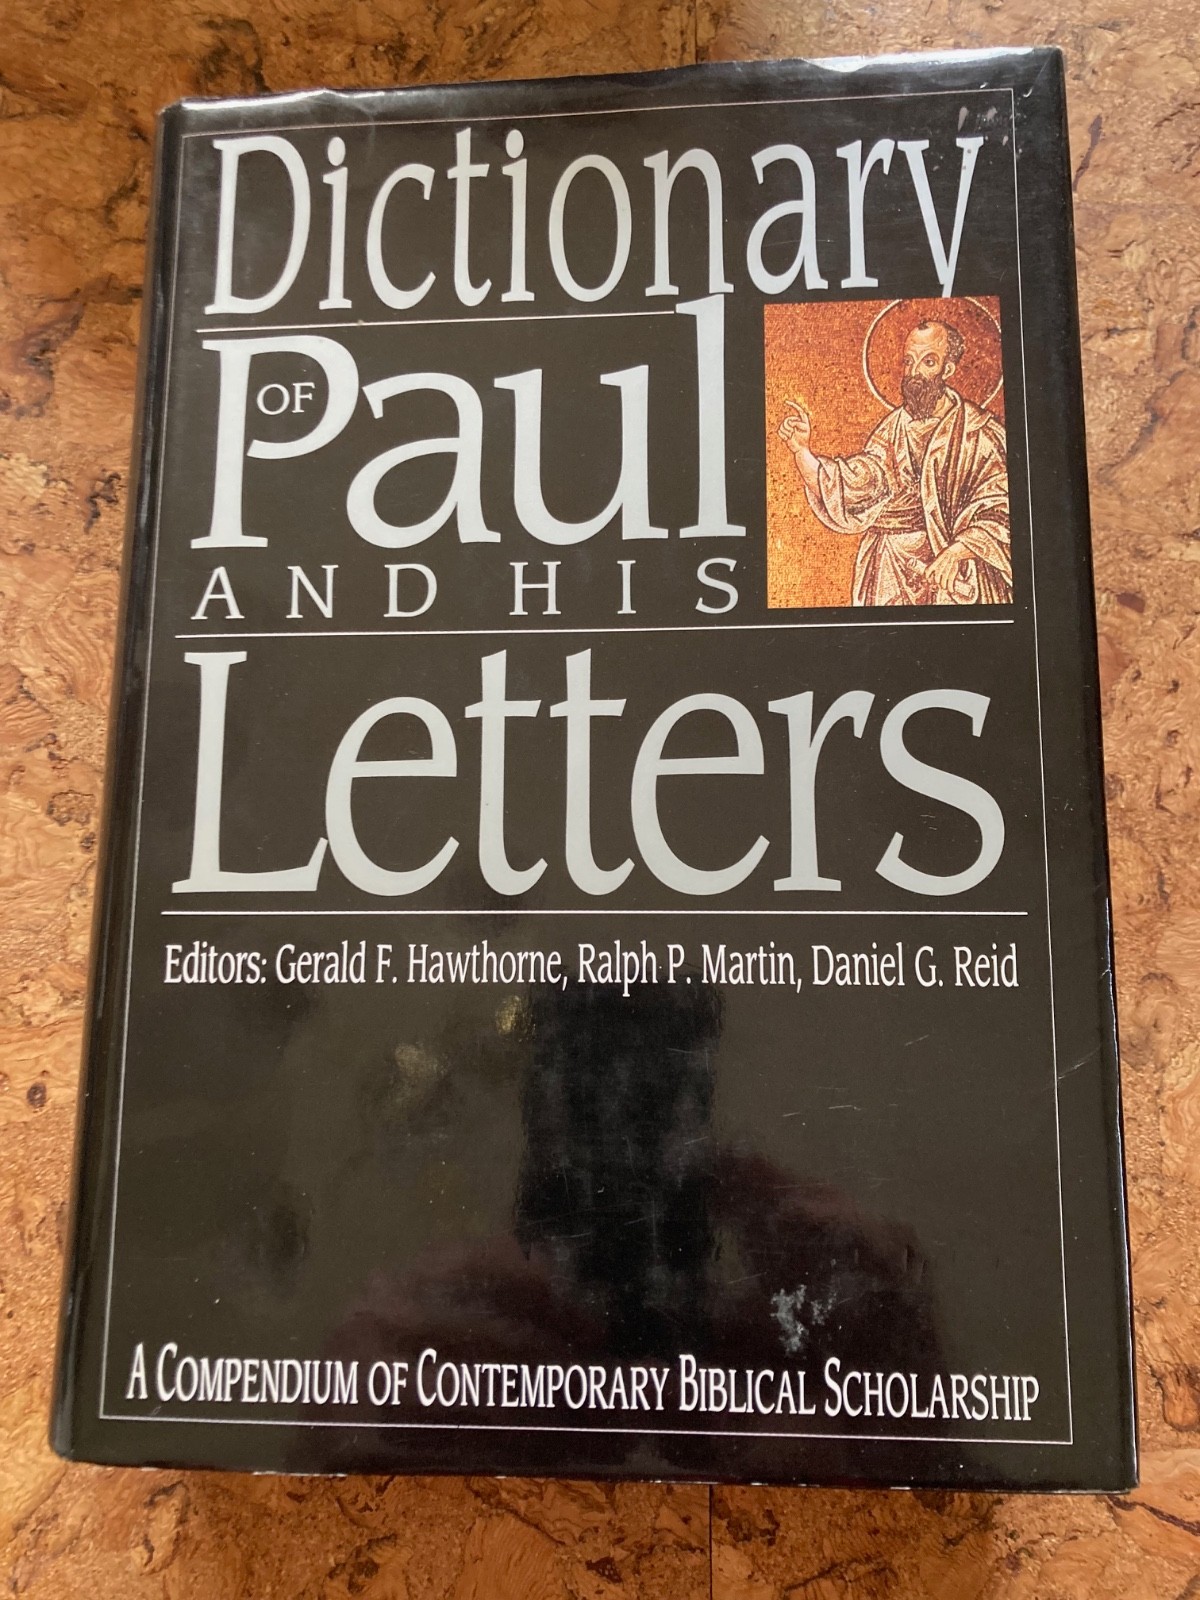 Dictionary
OF Paul
AND HIS
Letters
Editors: Gerald F. Hawthorne, Ralph P. Martin, Daniel G. Reid
A COMPENDIUM OF CONTEMPORARY BIBLICAL SCHOLARSHIP